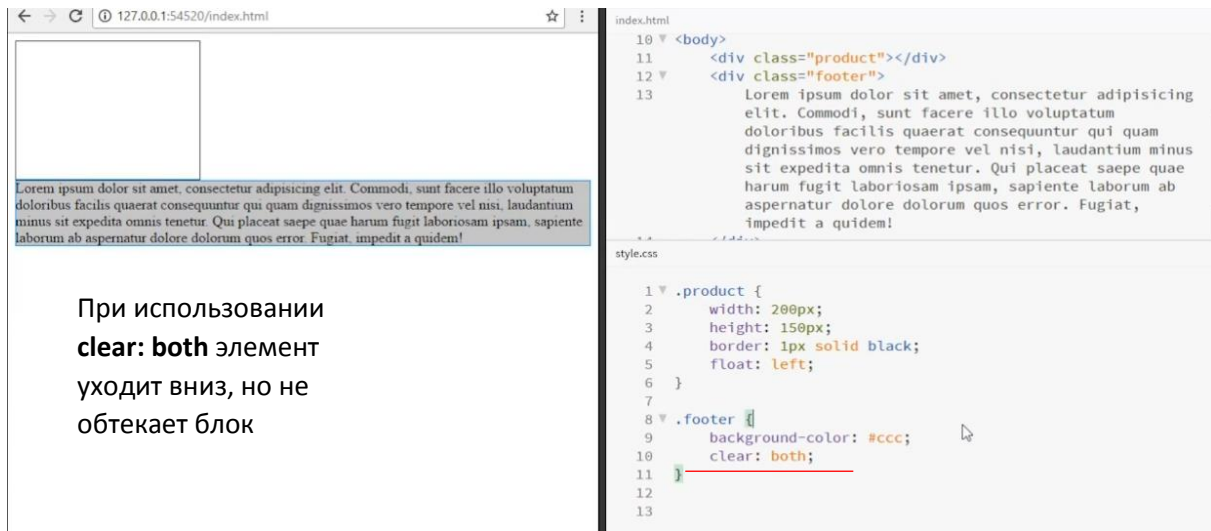 127.0.0.1:54520/index.html
Lorem ipsum dolor sit amet, consectetur adipisicing elit. Commodi, sunt facere illo voluptatum
doloribus facilis quaerat consequuntur qui quam dignissimos vero tempore vel nisi, laudantium
minus sit expedita omnis tenetur. Qui placeat saepe quae harum fugit laboriosam ipsam, sapiente
laborum ab aspernatur dolore dolorum quos error. Fugiat, impedit a quidem!
При использовании
clear: both элемент
уходит вниз, но не
обтекает блок
index.html
10 <body>
11 <div class="product"></div>
12 <div class="footer">
13 Lorem ipsum dolor sit amet, consectetur adipisicing
elit. Commodi, sunt facere illo voluptatum
doloribus facilis quaerat consequuntur qui quam
dignissimos vero tempore vel nisi, laudantium minus
sit expedita omnis tenetur. Qui placeat saepe quae
harum fugit laboriosam ipsam, sapiente laborum ab
aspernatur dolore dolorum quos error. Fugiat,
impedit a quidem!
style.css
1 .product {
2 width: 200px;
3 height: 150px;
4 border: 1px solid black;
5 float: left;
6 }
7
8 .footer {
9 background-color: #ccc;
10 clear: both;
11 }
12
13